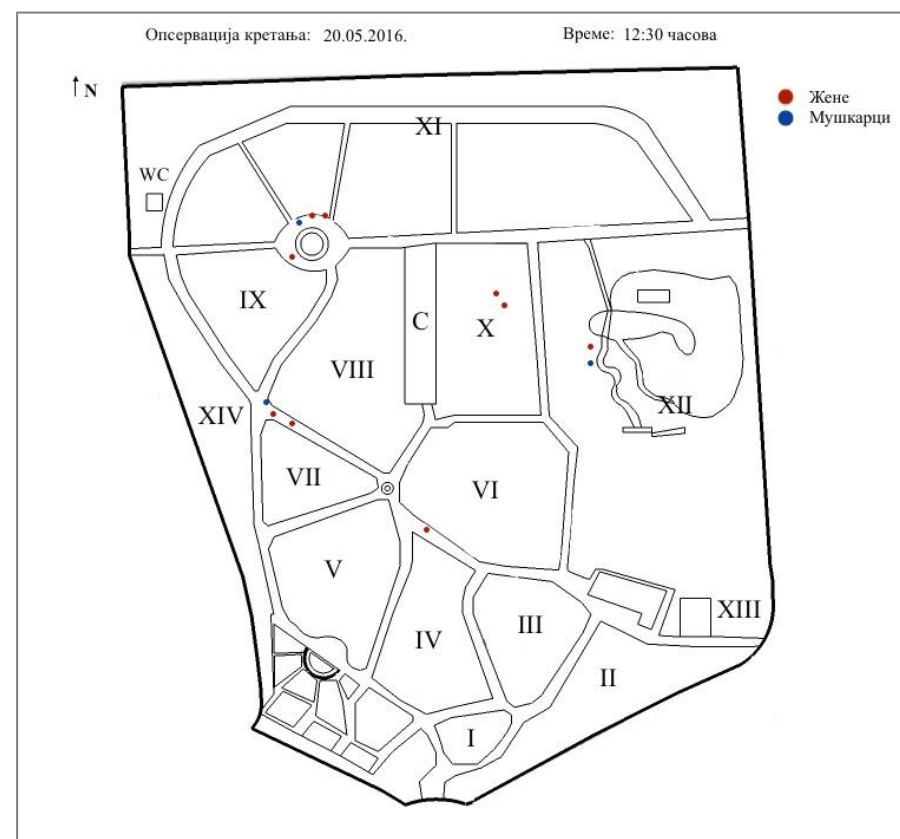 Опсервација кретања: 20.05.2016.
Време: 12:30 часова
N
Жене
Мушкарци
XI
WC
IX
C
X
VIII
XIV
XII
VII
VI
V
XIII
IV
III
II
I